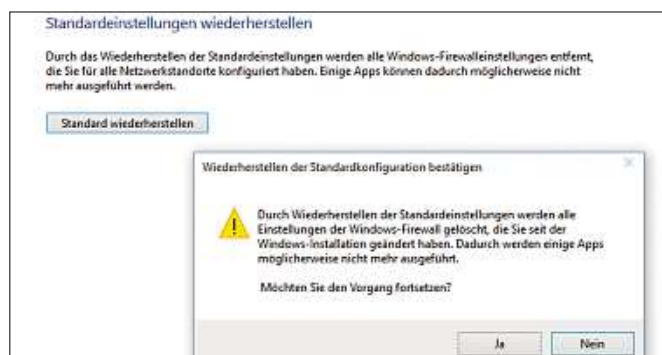 Standardeinstellungen wiederherstellen
Durch das Wiederherstellen der Standardeinstellungen werden alle Windows-Firewalleinstellungen entfernt,
die Sie für alle Netzwerkstandorte konfiguriert haben. Einige Apps können dadurch möglicherweise nicht
mehr ausgeführt werden.
Standard wiederherstellen
Wiederherstellen der Standardkonfiguration bestätigen
Durch Wiederherstellen der Standardeinstellungen werden alle
Einstellungen der Windows-Firewall gelöscht, die Sie seit der
Windows-Installation geändert haben. Dadurch werden einige Apps
möglicherweise nicht mehr ausgeführt.
Möchten Sie den Vorgang fortsetzen?
Ja
Nein